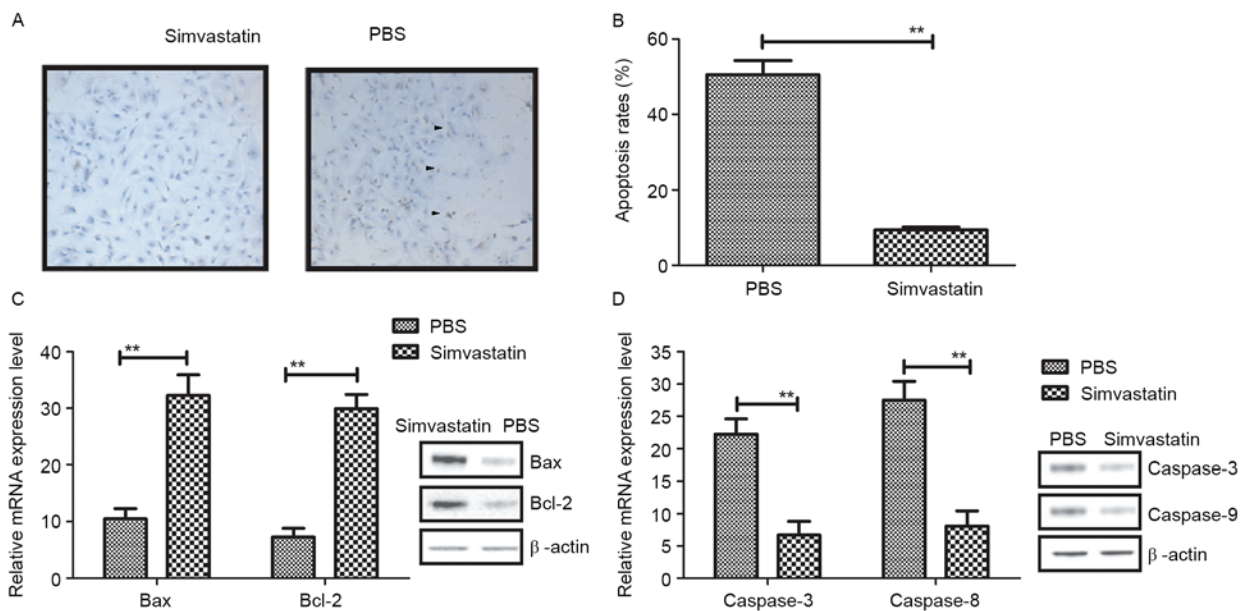 A
Simvastatin PBS
B
**
Apoptosis rates (%)
60
40
20
0
PBS Simvastatin
C
PBS
Simvastatin
Relative mRNA expression level
40
30
20
10
0
**
**
Bax Bcl-2
Simvastatin PBS
Bax
Bcl-2
β-actin
D
PBS
Simvastatin
Relative mRNA expression level
35
30
25
20
15
10
5
0
**
**
Caspase-3 Caspase-8
PBS Simvastatin
Caspase-3
Caspase-9
β-actin